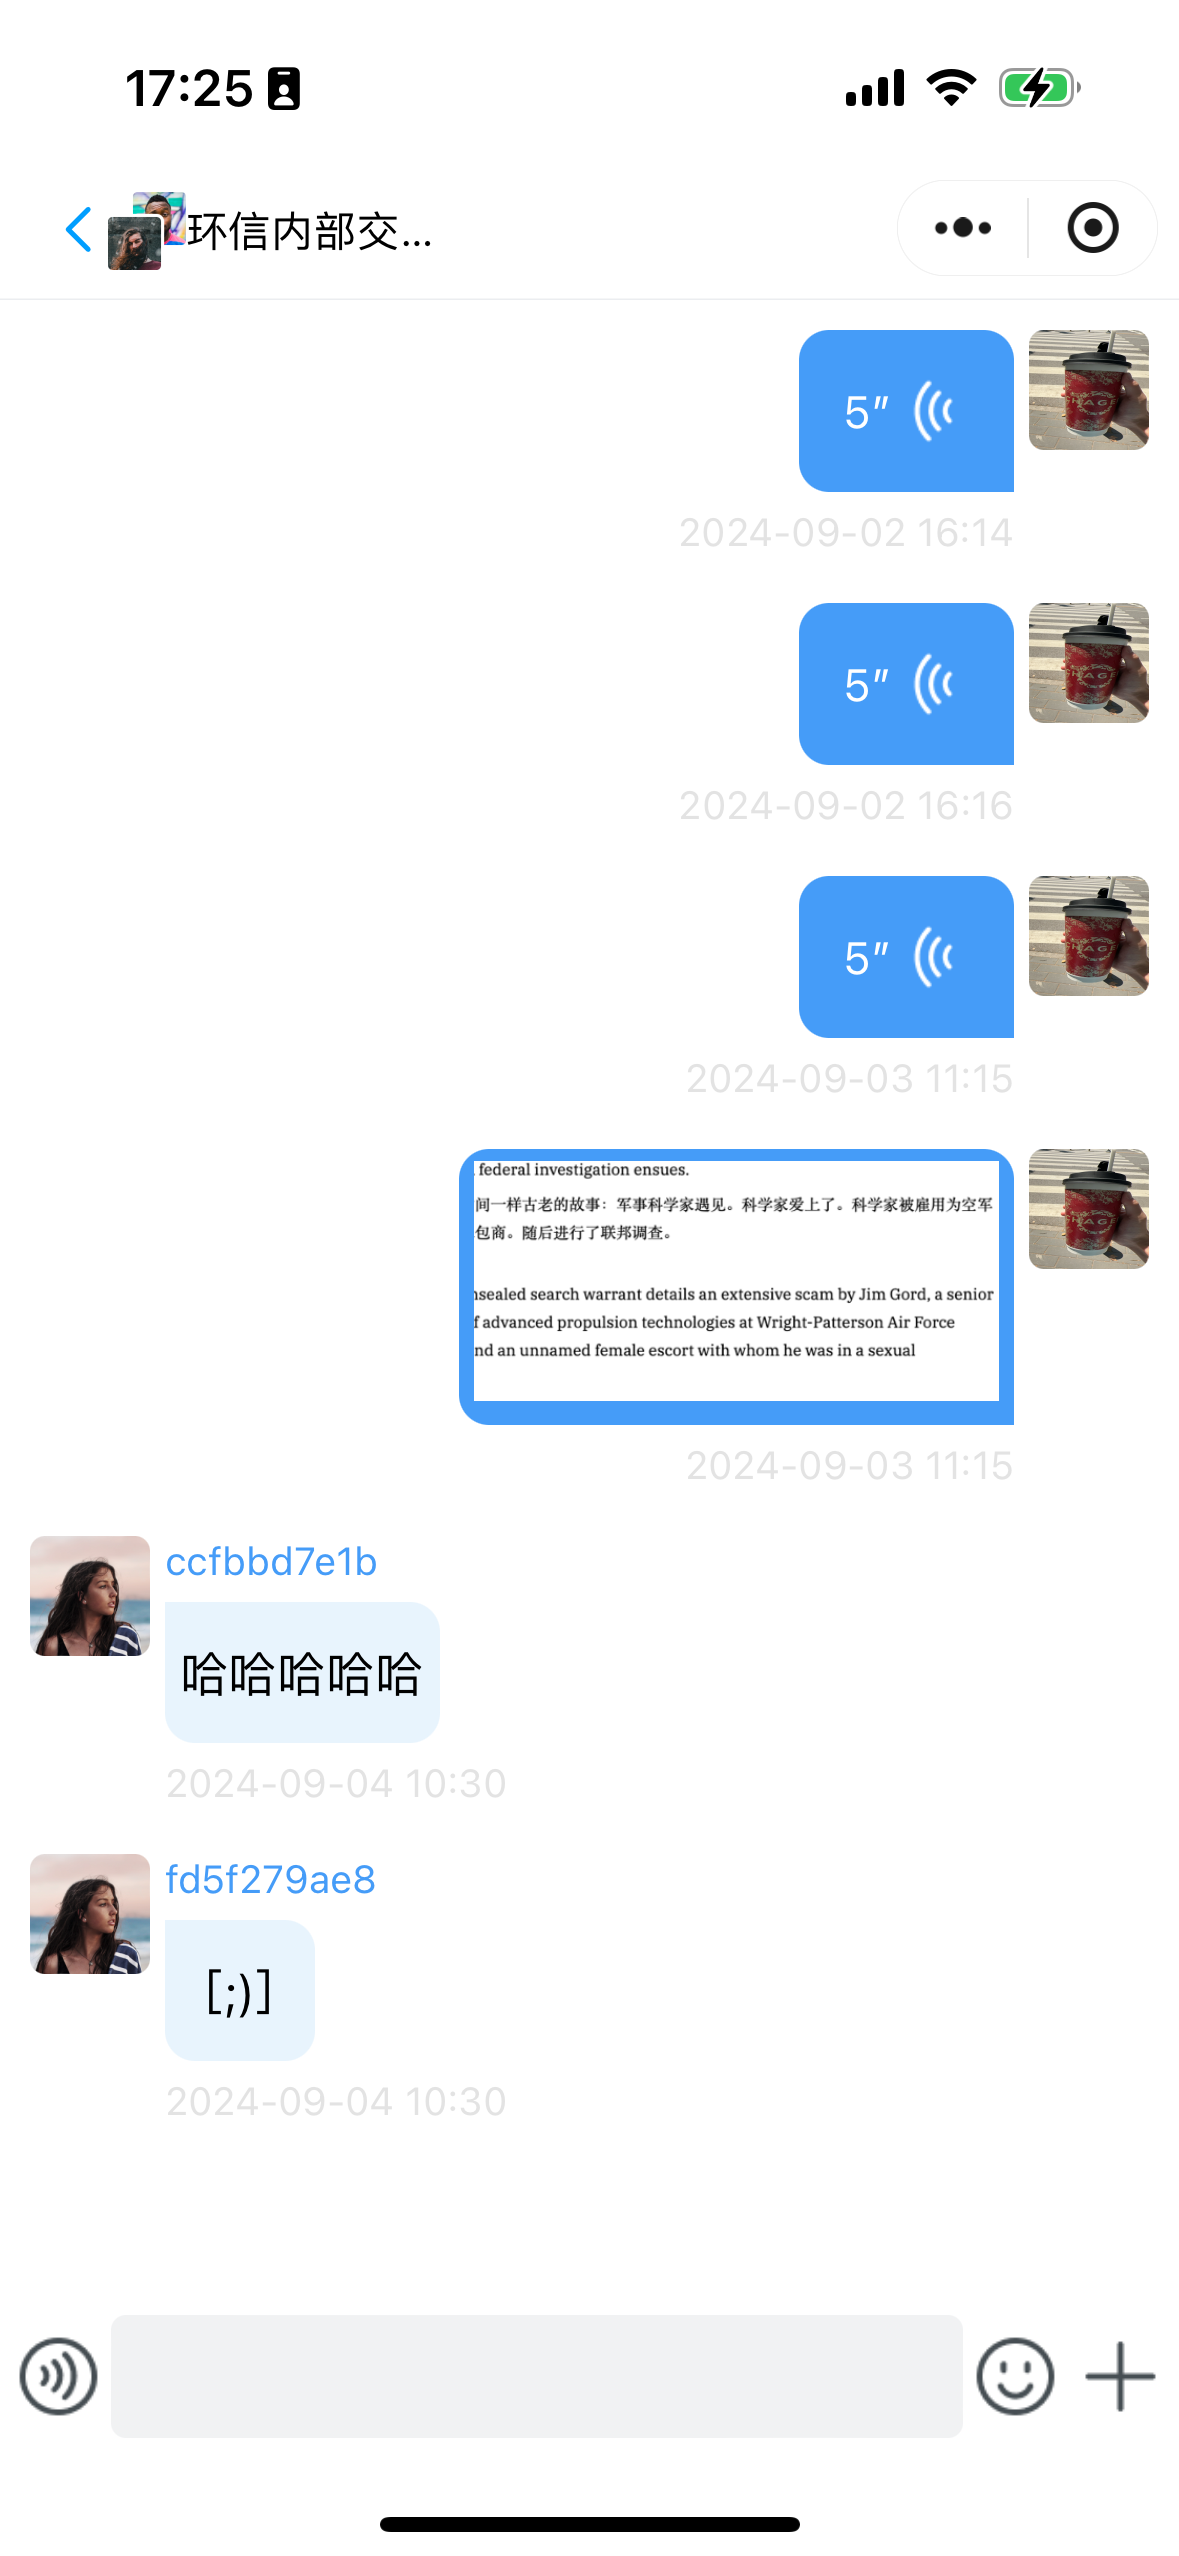 17:25
环信内部交...
5"
2024-09-02 16:14
5"
2024-09-02 16:16
5"
2024-09-03 11:15
federal investigation ensues.
间一样古老的故事：军事科学家遇见。科学家爱上了。科学家被雇用为空军
包商。随后进行了联邦调查。
nsealed search warrant details an extensive scam by Jim Gord, a senior
f advanced propulsion technologies at Wright-Patterson Air Force
nd an unnamed female escort with whom he was in a sexual
2024-09-03 11:15
ccfbbd7e1b
哈哈哈哈哈
2024-09-04 10:30
fd5f279ae8
[;)]
2024-09-04 10:30